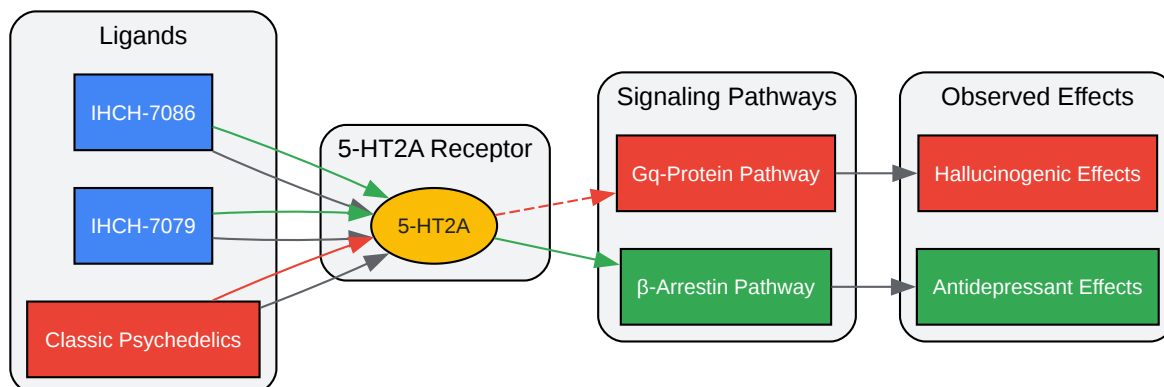 Ligands
IHCH-7086
IHCH-7079
Classic Psychedelics
5-HT2A Receptor
5-HT2A
Signaling Pathways
Gq-Protein Pathway
β-Arrestin Pathway
Observed Effects
Hallucinogenic Effects
Antidepressant Effects